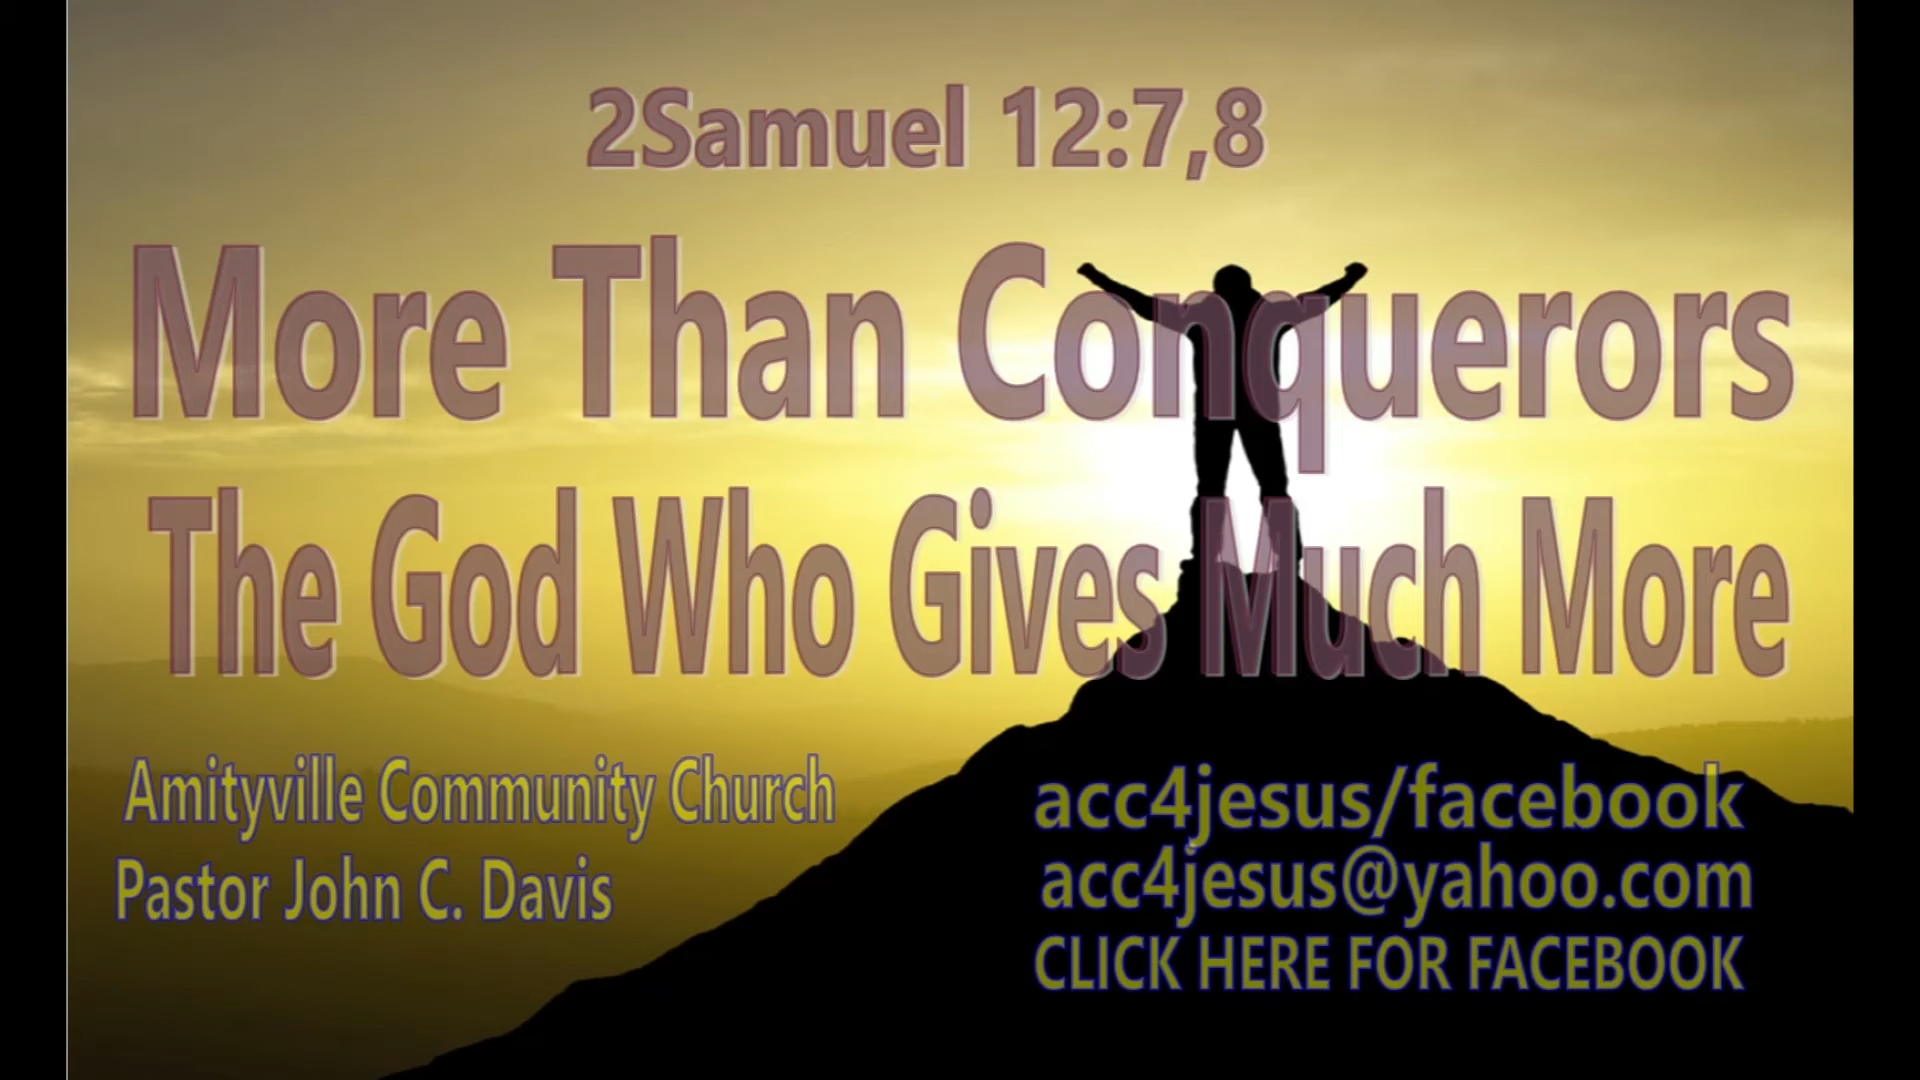 2Samuel 12:7,8
More Than Conquerors
The God Who Gives Much More
Amityville Community Church
Pastor John C. Davis
acc4jesus/facebook
acc4jesus@yahoo.com
CLICK HERE FOR FACEBOOK